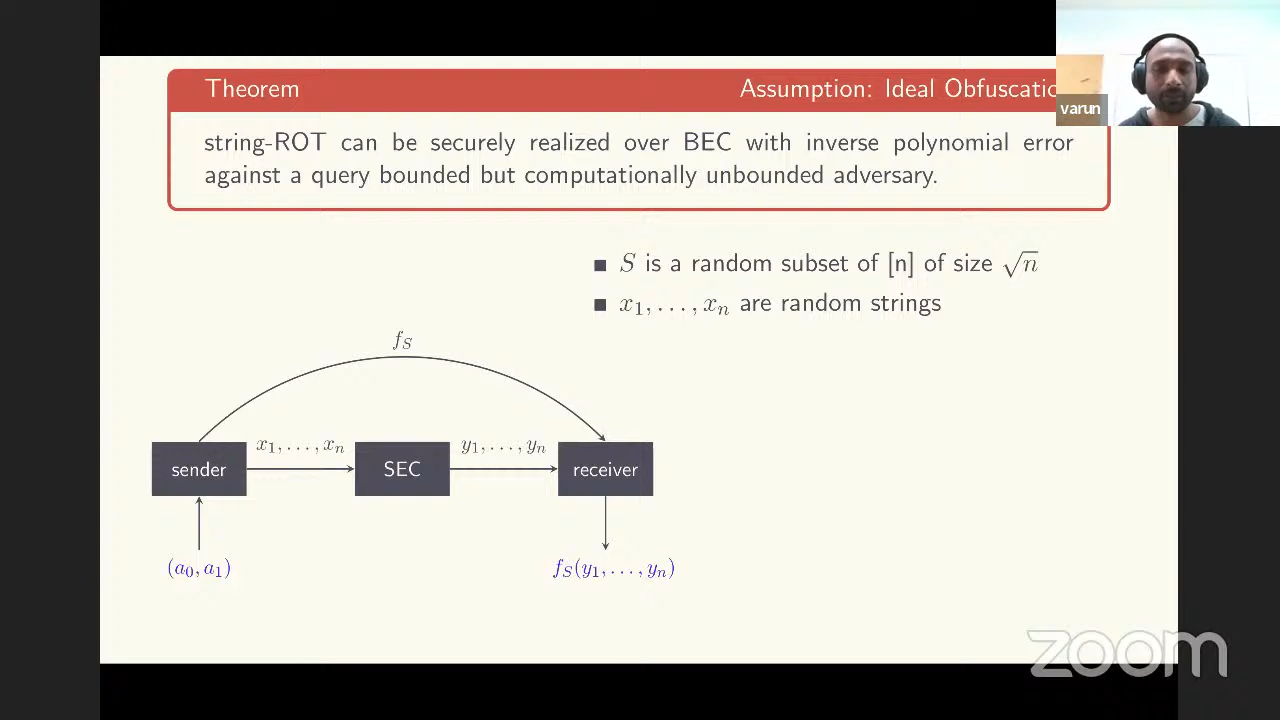 Theorem Assumption: Ideal Obfuscatio
string-ROT can be securely realized over BEC with inverse polynomial error
against a query bounded but computationally unbounded adversary.
varun
■ S is a random subset of [n] of size √n
■ x₁, . . . , xₙ are random strings
f_S
x₁, . . . , xₙ y₁, . . . , yₙ
sender SEC receiver
(a₀, a₁) f_S(y₁, . . . , yₙ)
zoom